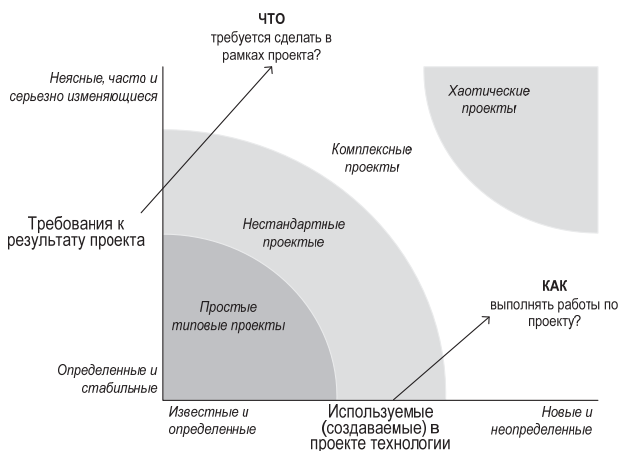 ЧТО
требуется сделать в
рамках проекта?
Неясные, часто и
серьезно изменяющиеся
Хаотические
проекты
Комплексные
проекты
Требования к
результату проекта
Нестандартные
проектые
КАК
выполнять работы по
проекту?
Простые
типовые проекты
Определенные и
стабильные
Известные и
определенные
Используемые
(создаваемые) в
проекте технологии
Новые и
неопределенные